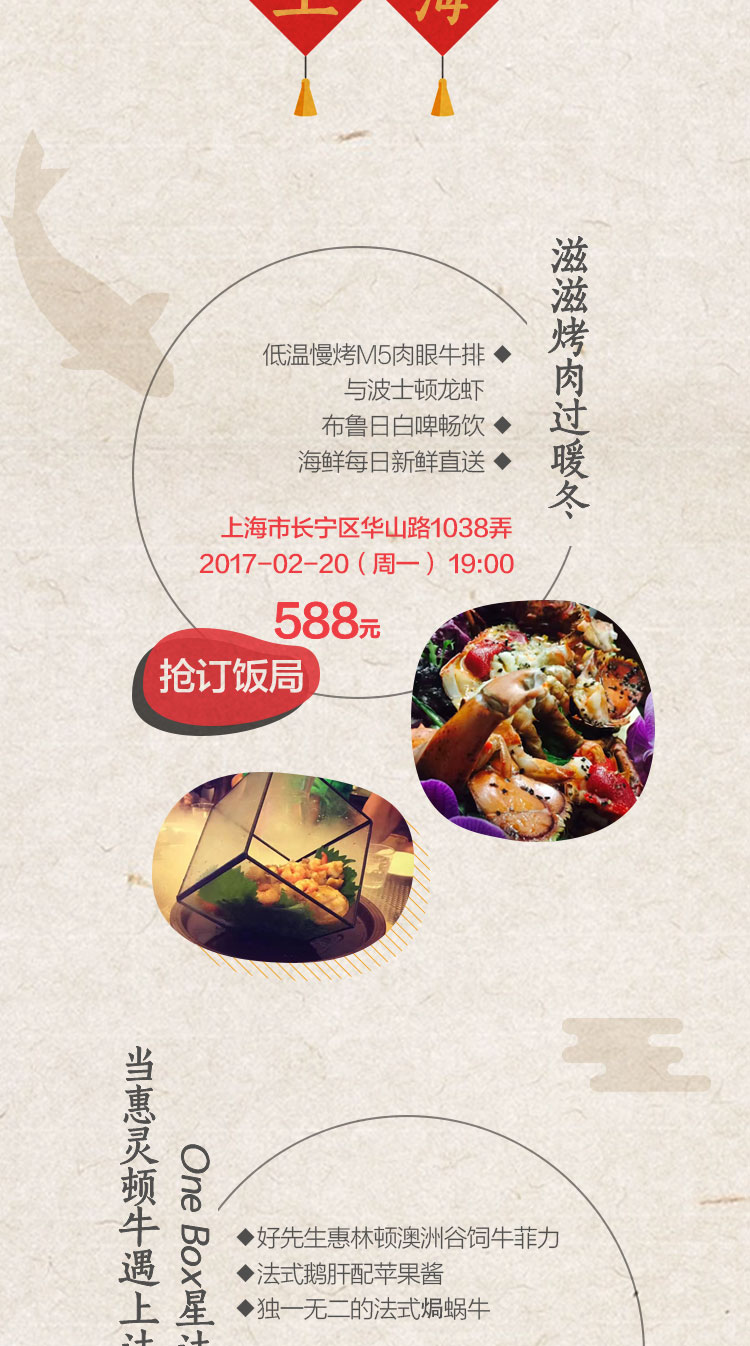 上海
滋滋烤肉过暖冬
低温慢烤M5肉眼牛排◆
与波士顿龙虾
布鲁日白啤畅饮◆
海鲜每日新鲜直送◆
上海市长宁区华山路1038弄
2017-02-20（周一）19:00
588元
抢订饭局
当惠灵顿牛遇上法
One Box星法
◆好先生惠林顿澳洲谷饲牛菲力
◆法式鹅肝配苹果酱
◆独一无二的法式焗蜗牛